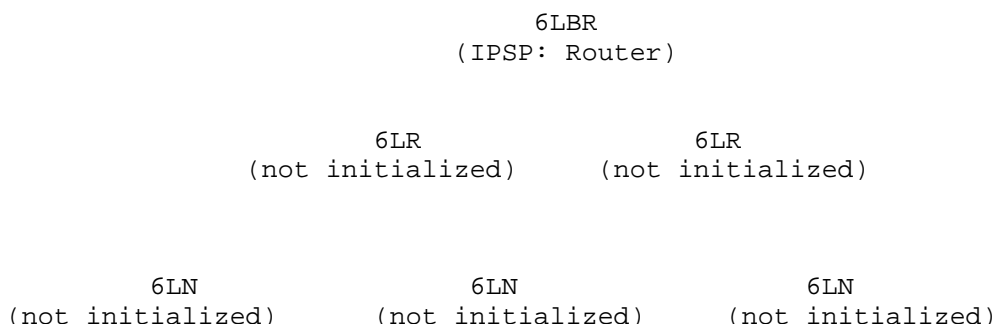 6LBR
(IPSP: Router)
6LR 6LR
(not initialized) (not initialized)
6LN 6LN 6LN
(not initialized) (not initialized) (not initialized)